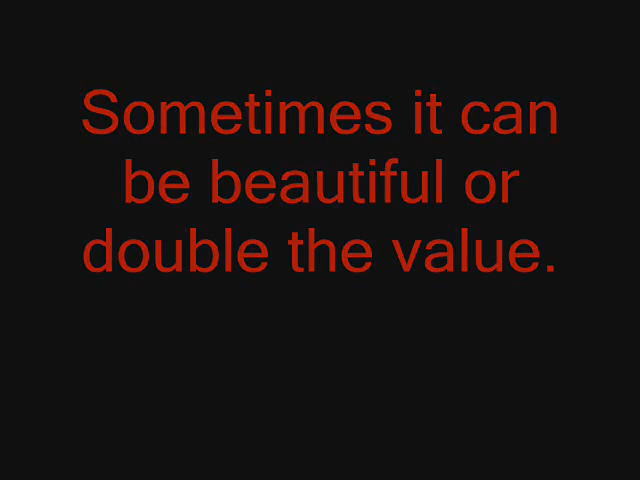 Sometimes it can
be beautiful or
double the value.